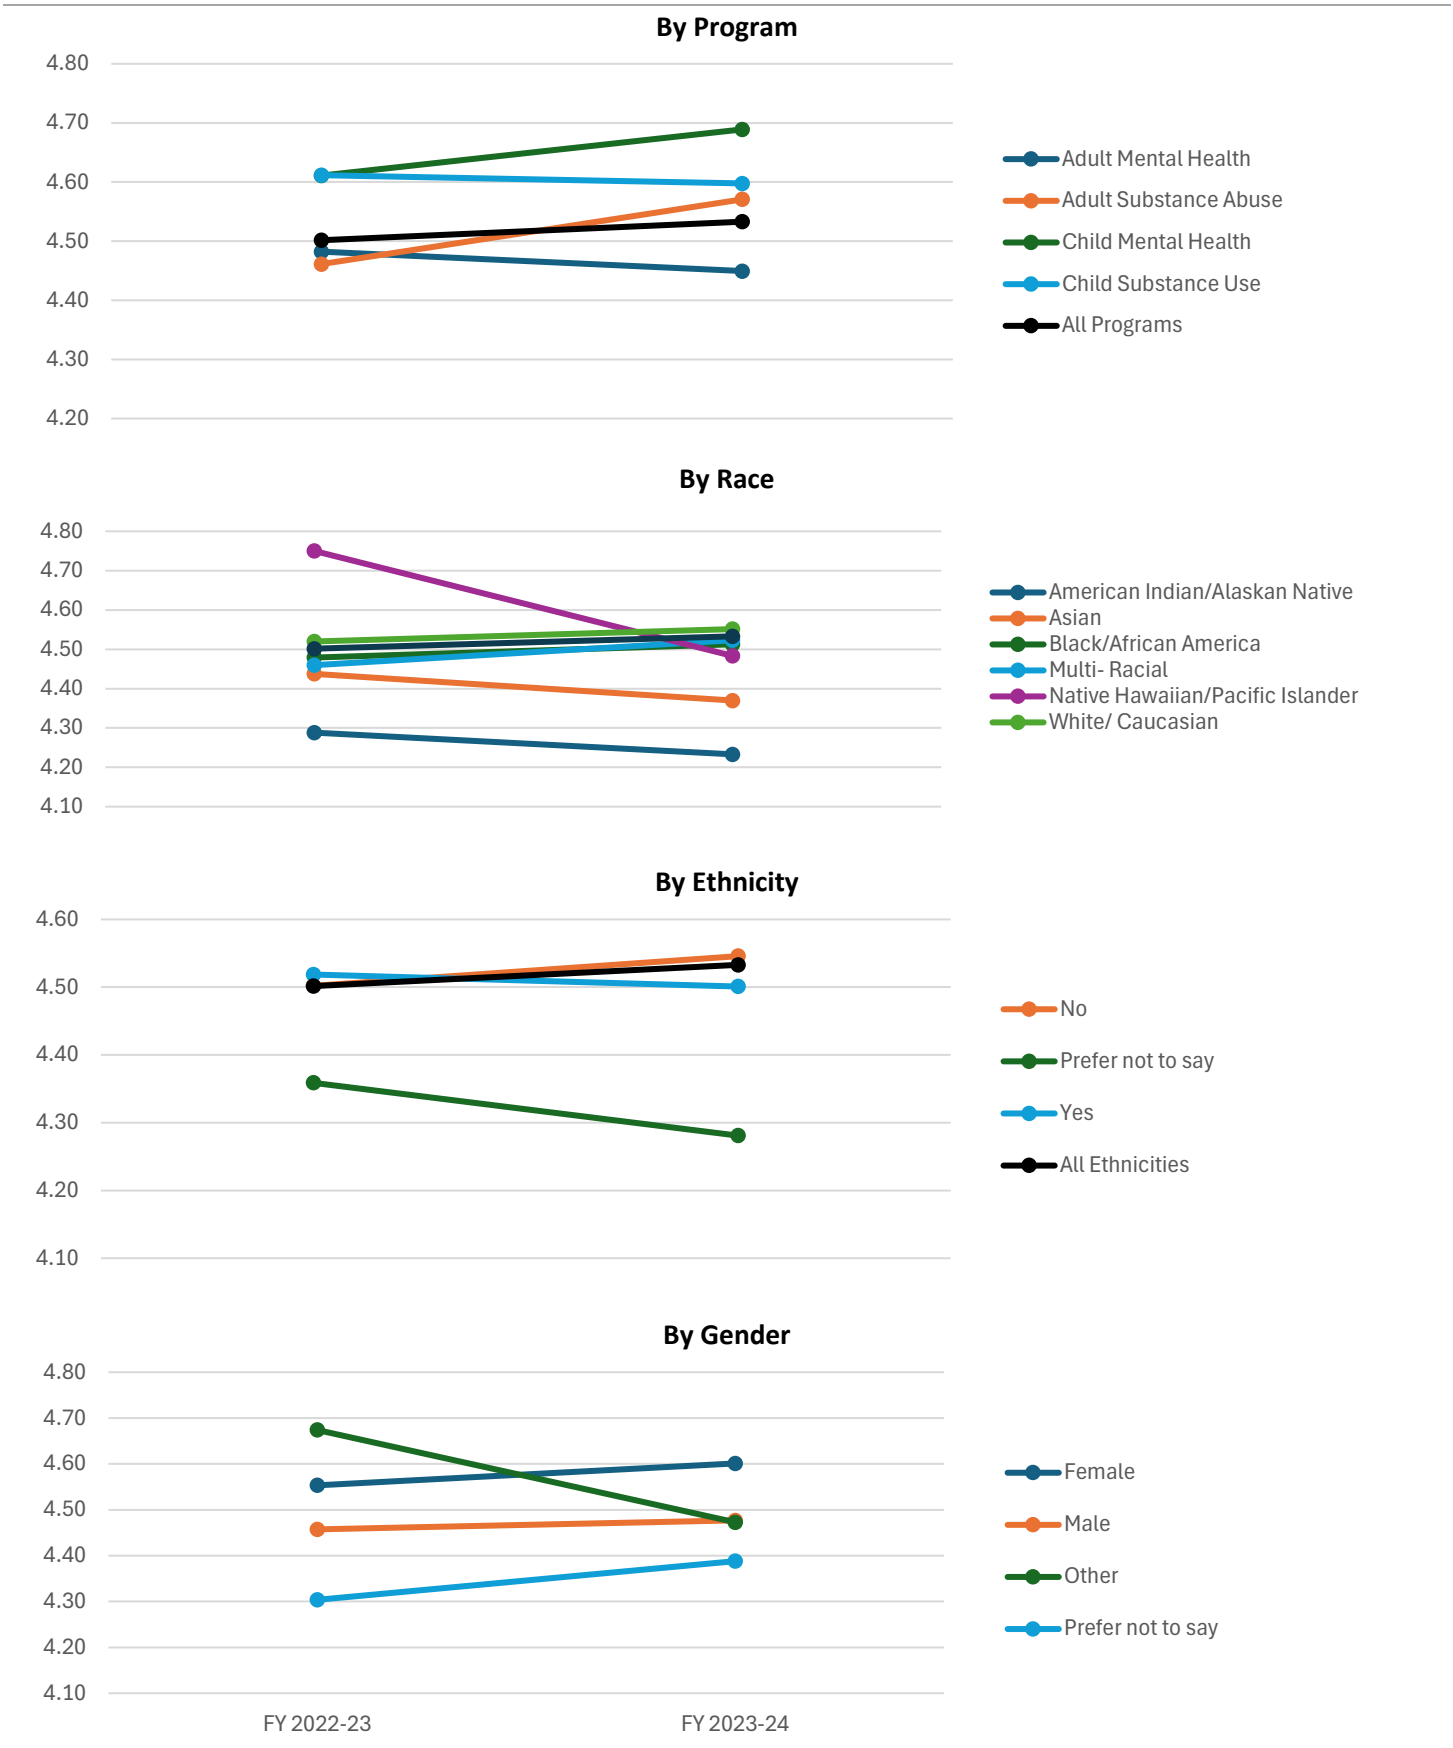 By Program
4.80
4.70
4.60
4.50
4.40
4.30
4.20
Adult Mental Health
Adult Substance Abuse
Child Mental Health
Child Substance Use
All Programs
By Race
4.80
4.70
4.60
4.50
4.40
4.30
4.20
4.10
American Indian/Alaskan Native
Asian
Black/African America
Multi- Racial
Native Hawaiian/Pacific Islander
White/ Caucasian
By Ethnicity
4.60
4.50
4.40
4.30
4.20
4.10
No
Prefer not to say
Yes
All Ethnicities
By Gender
4.80
4.70
4.60
4.50
4.40
4.30
4.20
4.10
Female
Male
Other
Prefer not to say
FY 2022-23 FY 2023-24